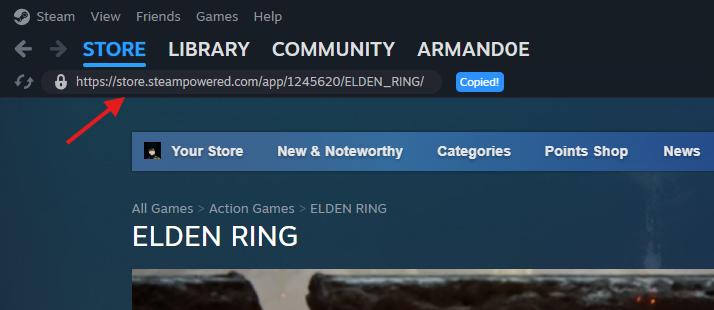 Steam View Friends Games Help
STORE LIBRARY COMMUNITY ARMAND0E
https://store.steampowered.com/app/1245620/ELDEN_RING/ Copied!
Your Store New & Noteworthy Categories Points Shop News
All Games > Action Games > ELDEN RING
ELDEN RING